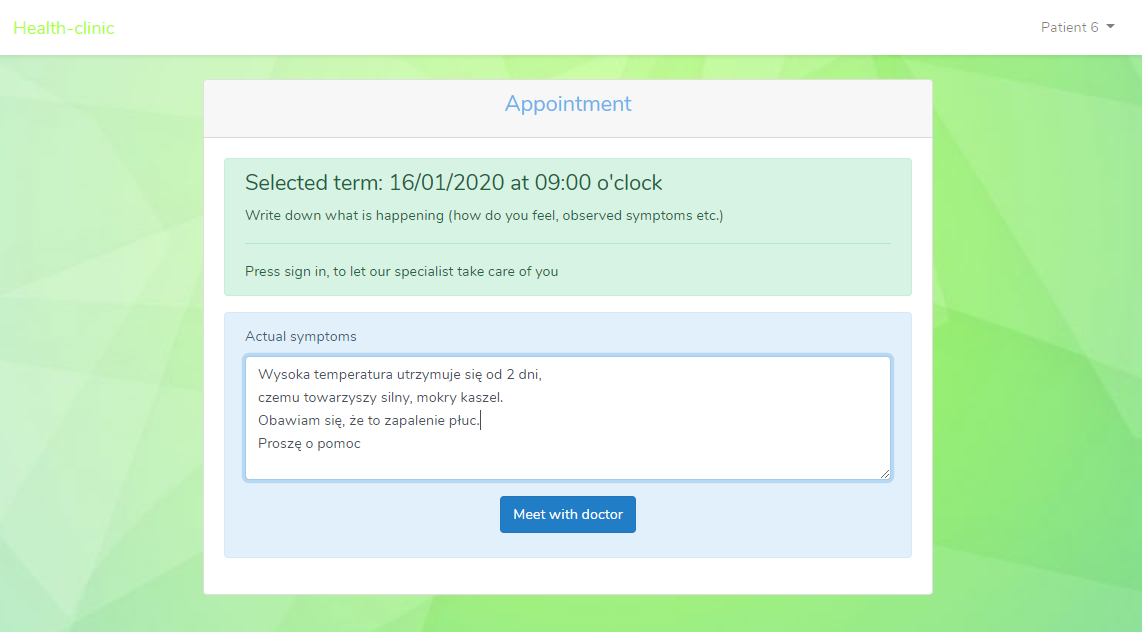 Health-clinic
Patient 6
Appointment
Selected term: 16/01/2020 at 09:00 o'clock
Write down what is happening (how do you feel, observed symptoms etc.)
Press sign in, to let our specialist take care of you
Actual symptoms
Wysoka temperatura utrzymuje się od 2 dni,
czemu towarzyszy silny, mokry kaszel.
Obawiam się, że to zapalenie płuc.
Proszę o pomoc
Meet with doctor